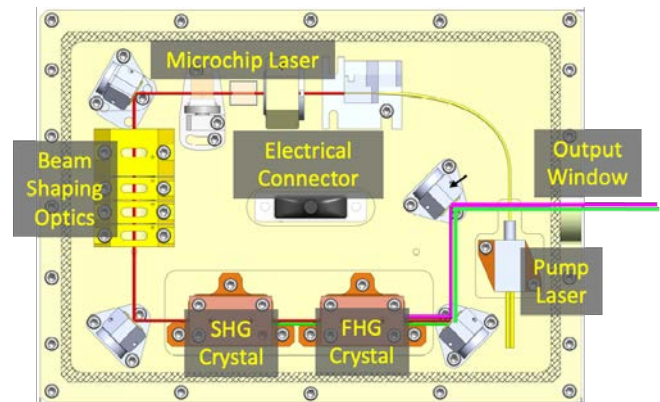 Microchip Laser
Beam
Shaping
Optics
Electrical
Connector
Output
Window
Pump
Laser
SHG
Crystal
FHG
Crystal